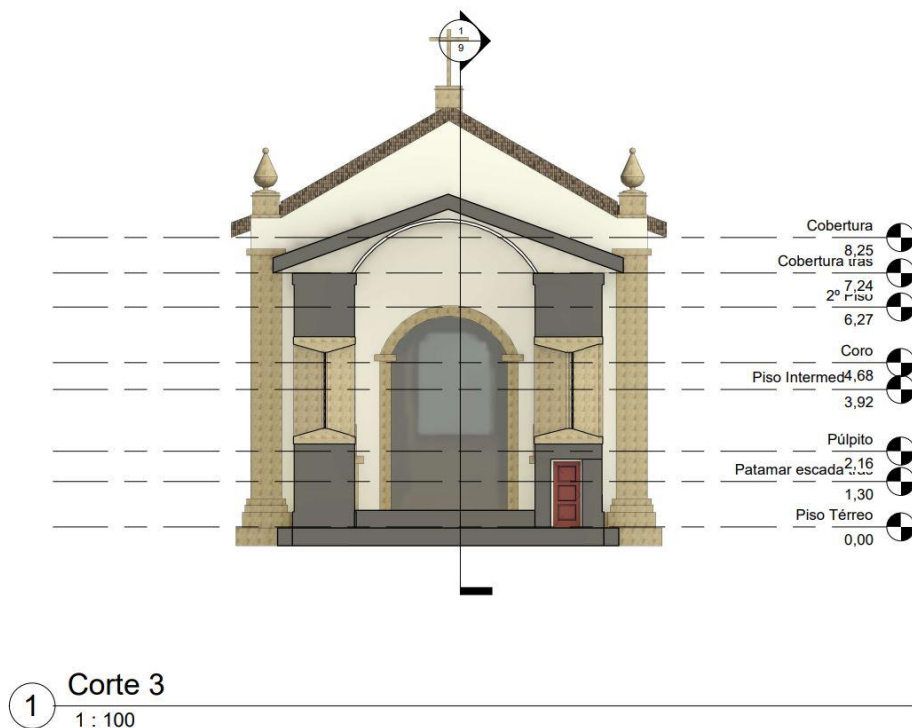 1
9
Cobertura
8,25
Cobertura tras
7,24
2º Piso
6,27
Coro
4,68
Piso Intermed
3,92
Púlpito
2,16
Patamar escada
1,30
Piso Térreo
0,00
1
Corte 3
1 : 100